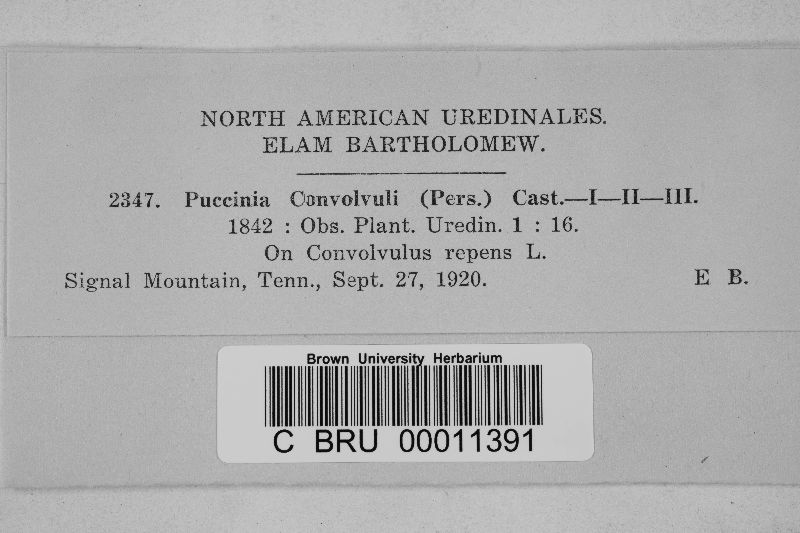 NORTH AMERICAN UREDINALES.
ELAM BARTHOLOMEW.
2347. Puccinia Convolvuli (Pers.) Cast.—I—II—III.
1842 : Obs. Plant. Uredin. 1 : 16.
On Convolvulus repens L.
Signal Mountain, Tenn., Sept. 27, 1920. E B.
Brown University Herbarium
C BRU 00011391